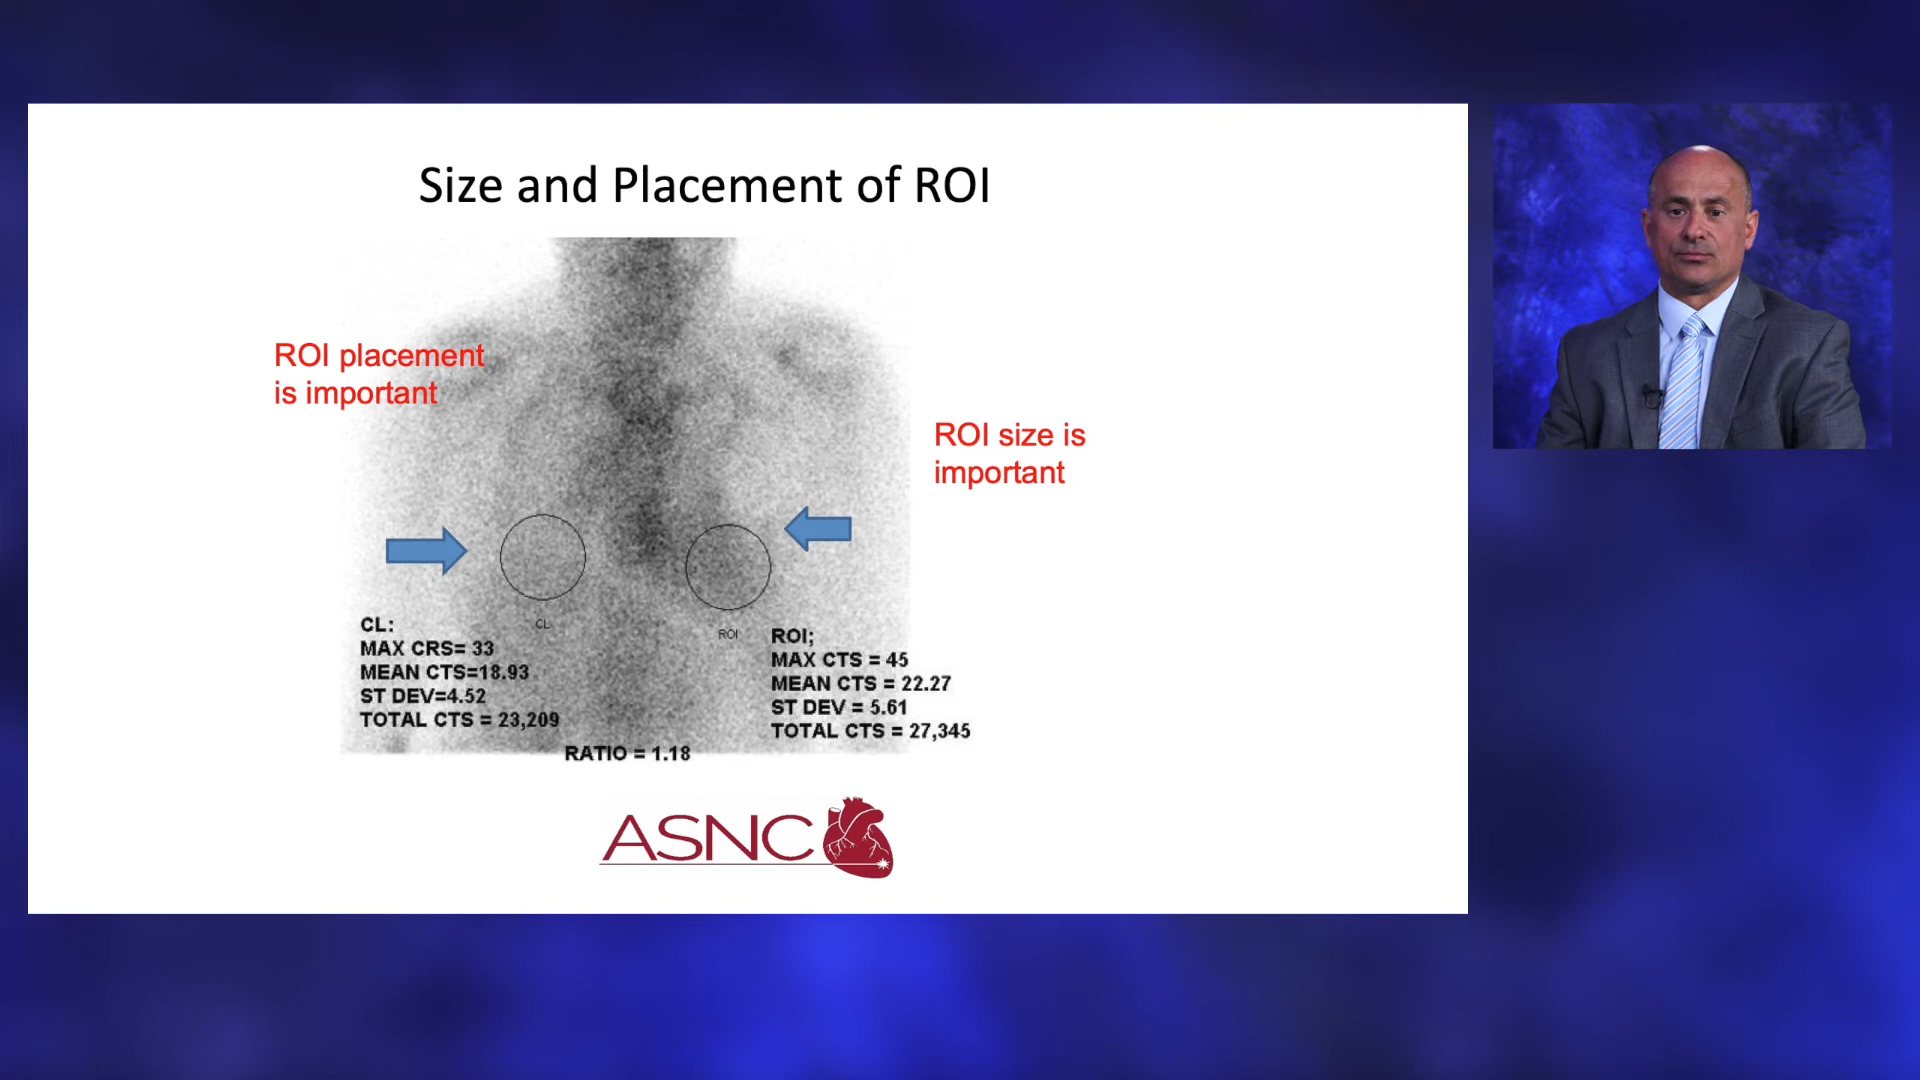 Size and Placement of ROI
ROI placement
is important
ROI size is
important
CL
ROI
CL:
MAX CRS= 33
MEAN CTS=18.93
ST DEV=4.52
TOTAL CTS = 23,209
ROI;
MAX CTS = 45
MEAN CTS = 22.27
ST DEV = 5.61
TOTAL CTS = 27,345
RATIO = 1.18
ASNC